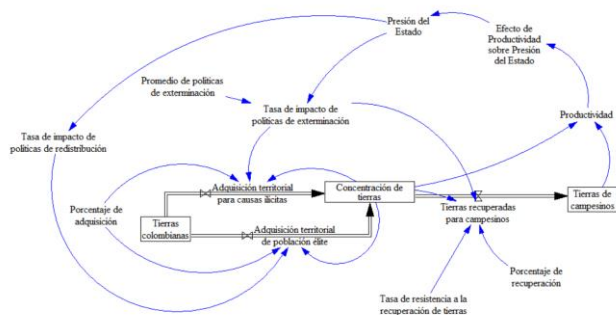 Presión del
Estado
Efecto de
Productividad
sobre Presión
del Estado
Promedio de políticas
de exterminación
Tasa de impacto de
políticas de exterminación
Productividad
Tasa de impacto de
políticas de redistribución
Adquisición territorial
para causas ilícitas
Concentración de
tierras
Tierras de
campesinos
Tierras recuperadas
para campesinos
Porcentaje de
adquisición
Tierras
colombianas
Adquisición territorial
de población élite
Porcentaje de
recuperación
Tasa de resistencia a la
recuperación de tierras